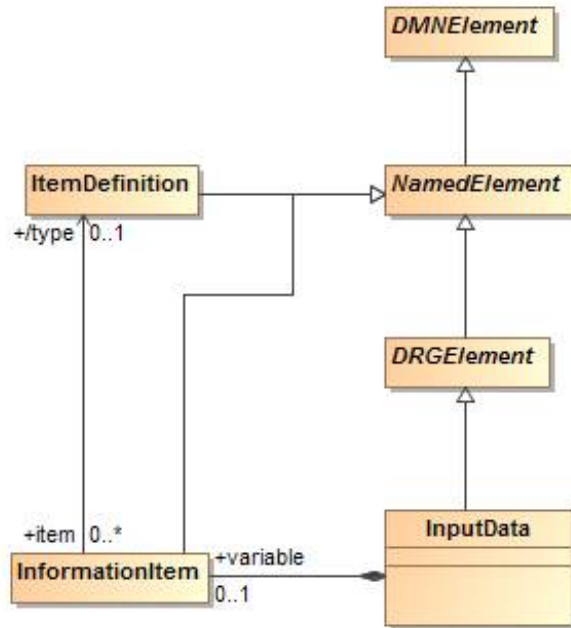 DMNElement
ItemDefinition
NamedElement
+/type 0..1
DRGElement
+item 0..*
InformationItem
+variable
0..1
InputData